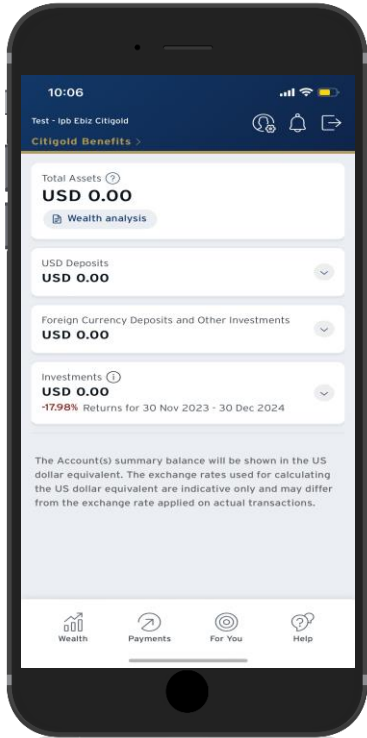 10:06
Test - Ipb Ebiz Citigold
Citigold Benefits >
Total Assets ?
USD 0.00
Wealth analysis
USD Deposits
USD 0.00
Foreign Currency Deposits and Other Investments
USD 0.00
Investments i
USD 0.00
-17.98% Returns for 30 Nov 2023 - 30 Dec 2024
The Account(s) summary balance will be shown in the US
dollar equivalent. The exchange rates used for calculating
the US dollar equivalent are indicative only and may differ
from the exchange rate applied on actual transactions.
Wealth Payments For You Help